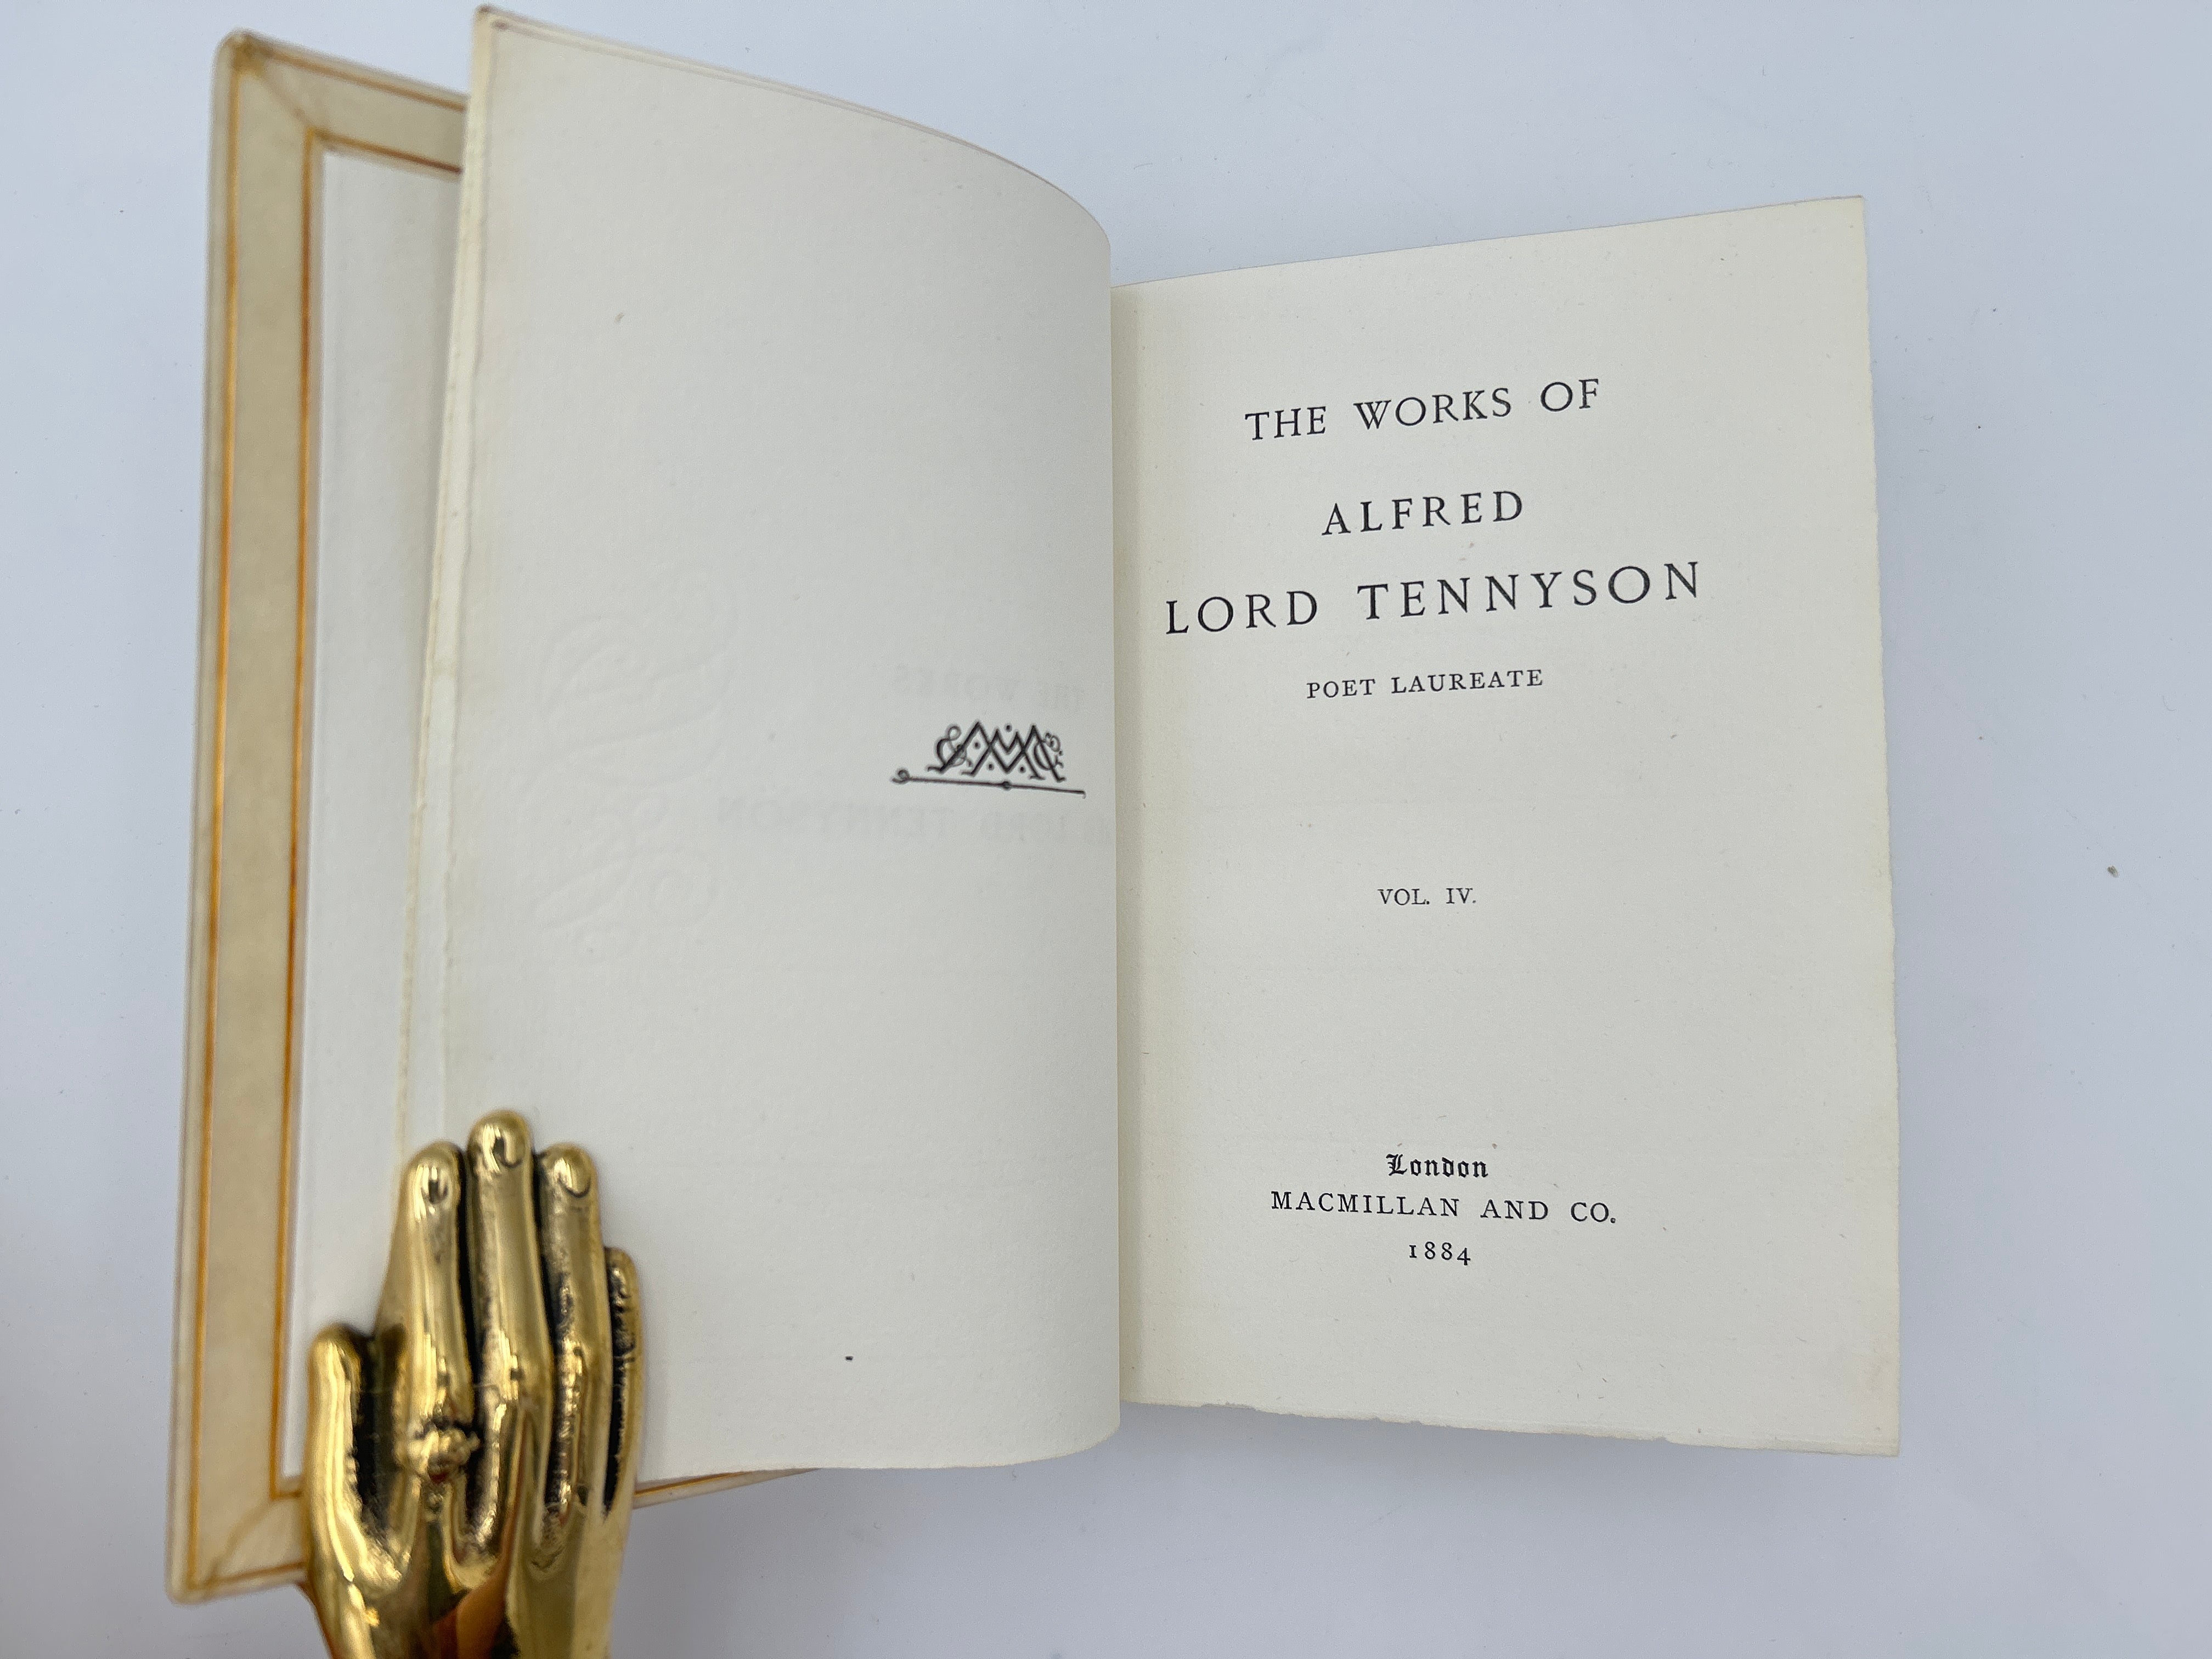 THE WORKS OF
ALFRED
LORD TENNYSON
POET LAUREATE
VOL. IV.
London
MACMILLAN AND CO.
1884